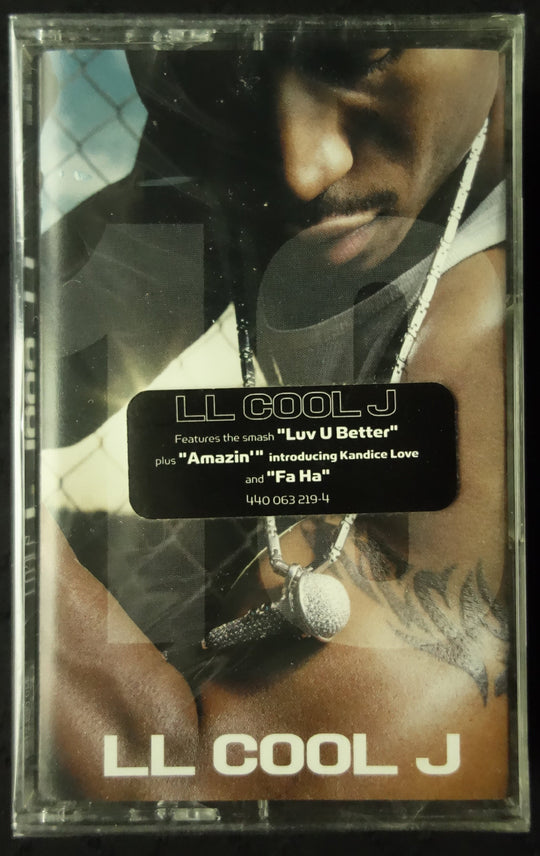 10
LL COOL J
Features the smash "Luv U Better"
plus "Amazin'" introducing Kandice Love
and "Fa Ha"
440 063 219-4
LL COOL J